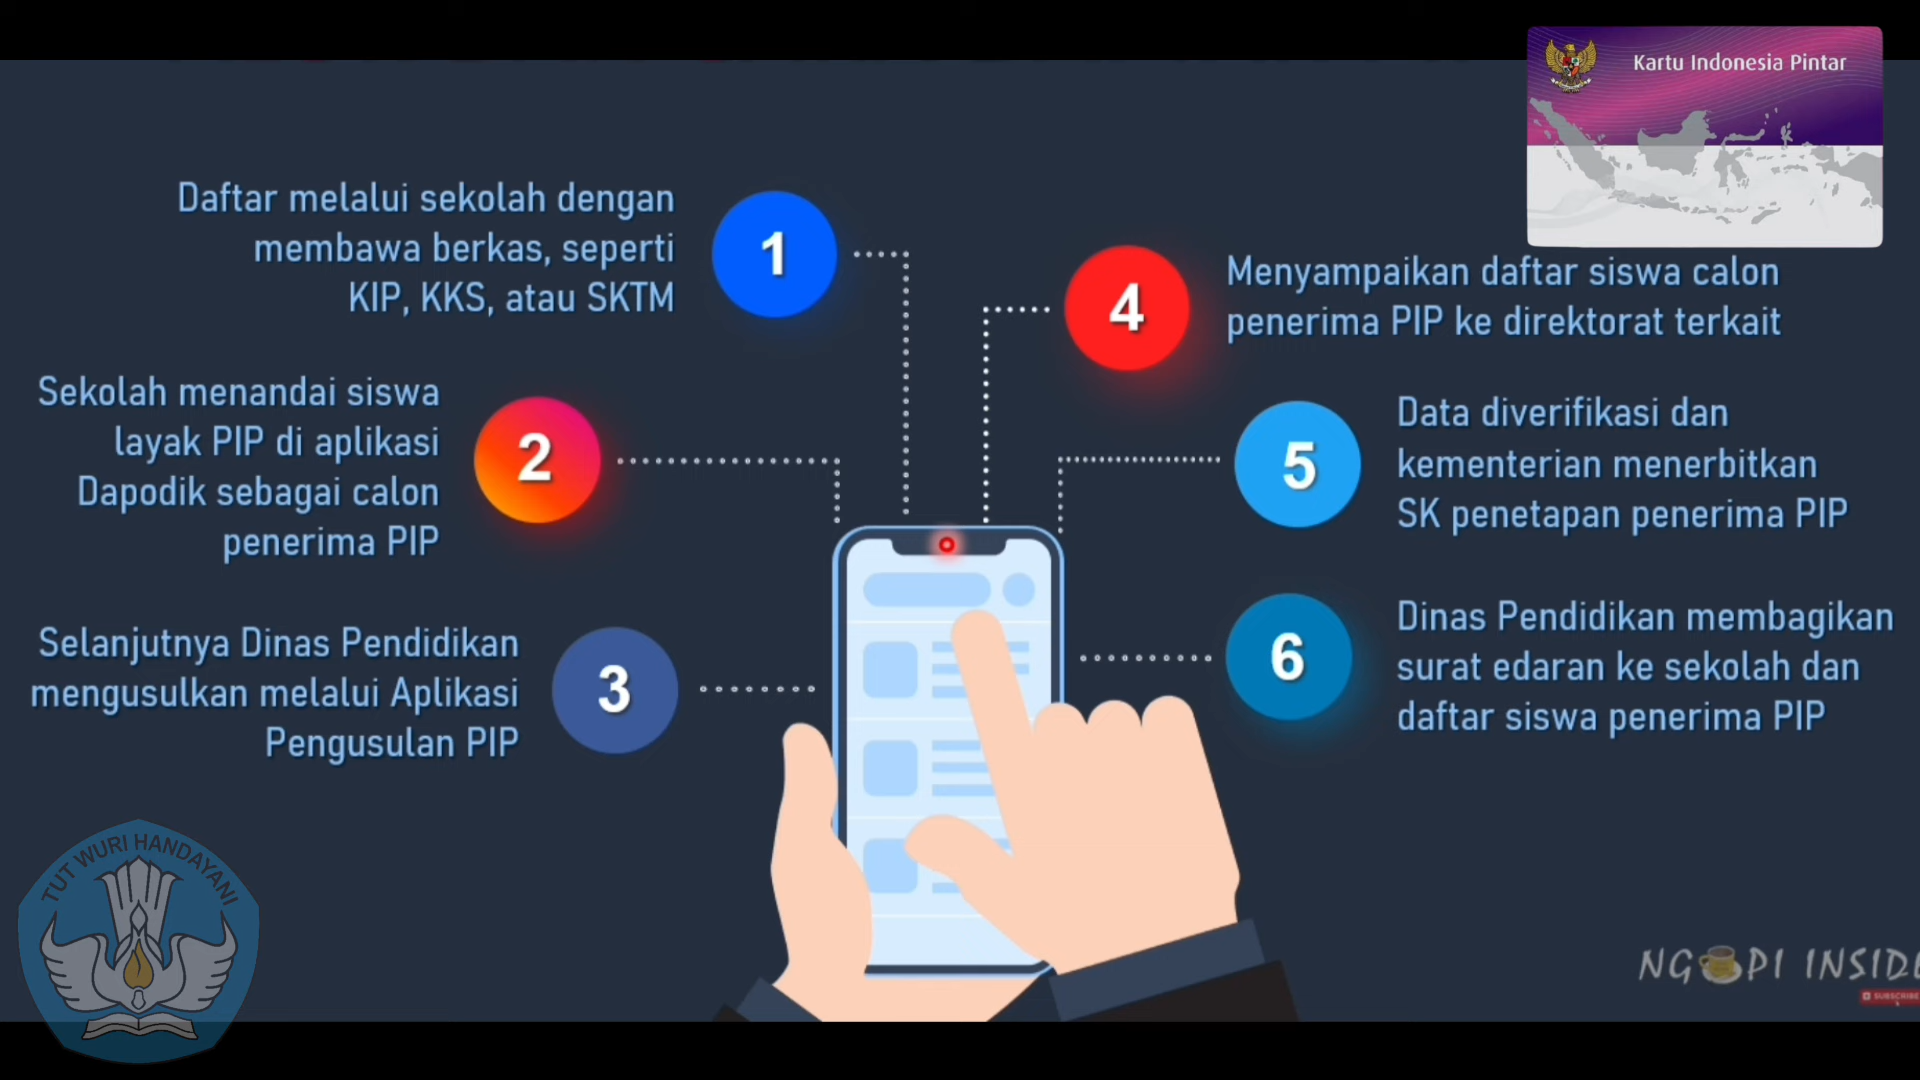 Kartu Indonesia Pintar
1
Daftar melalui sekolah dengan
membawa berkas, seperti
KIP, KKS, atau SKTM
2
Sekolah menandai siswa
layak PIP di aplikasi
Dapodik sebagai calon
penerima PIP
3
Selanjutnya Dinas Pendidikan
mengusulkan melalui Aplikasi
Pengusulan PIP
4
Menyampaikan daftar siswa calon
penerima PIP ke direktorat terkait
5
Data diverifikasi dan
kementerian menerbitkan
SK penetapan penerima PIP
6
Dinas Pendidikan membagikan
surat edaran ke sekolah dan
daftar siswa penerima PIP
TUT WURI HANDAYANI
NGOPI INSIDE
SUBSCRIBE